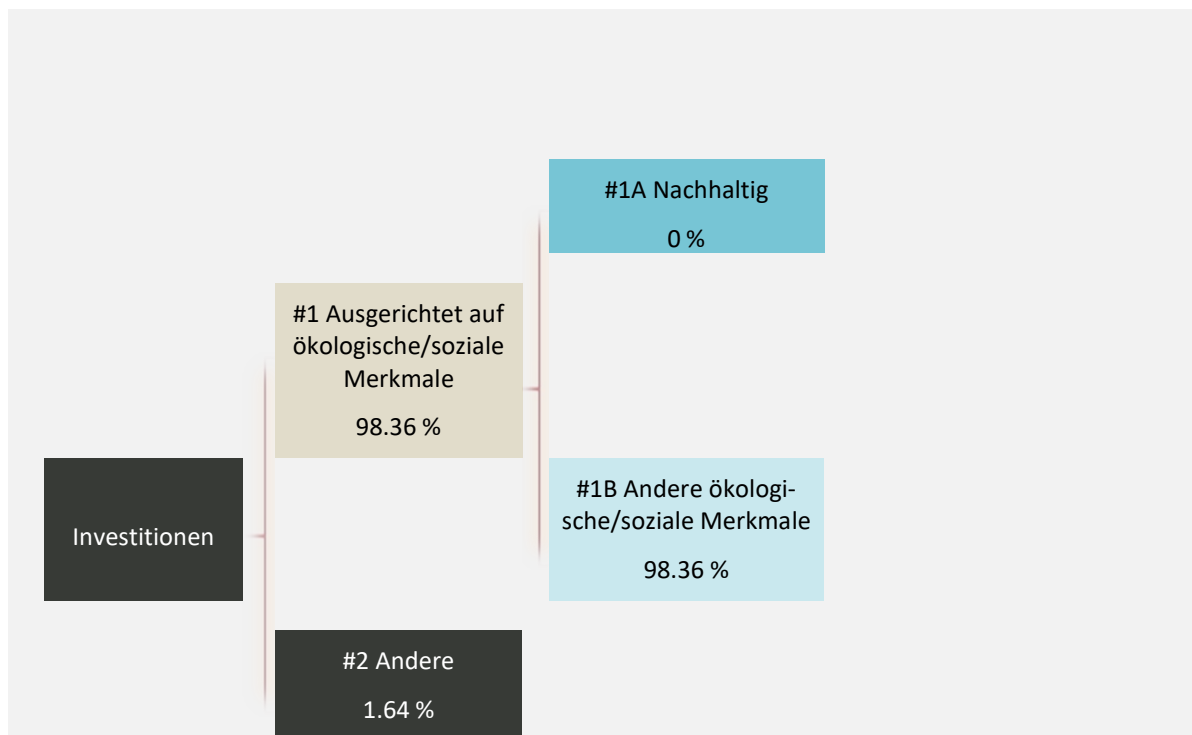 #1A Nachhaltig
0 %
#1 Ausgerichtet auf
ökologische/soziale
Merkmale
98.36 %
Investitionen
#1B Andere ökologi-
sche/soziale Merkmale
98.36 %
#2 Andere
1.64 %